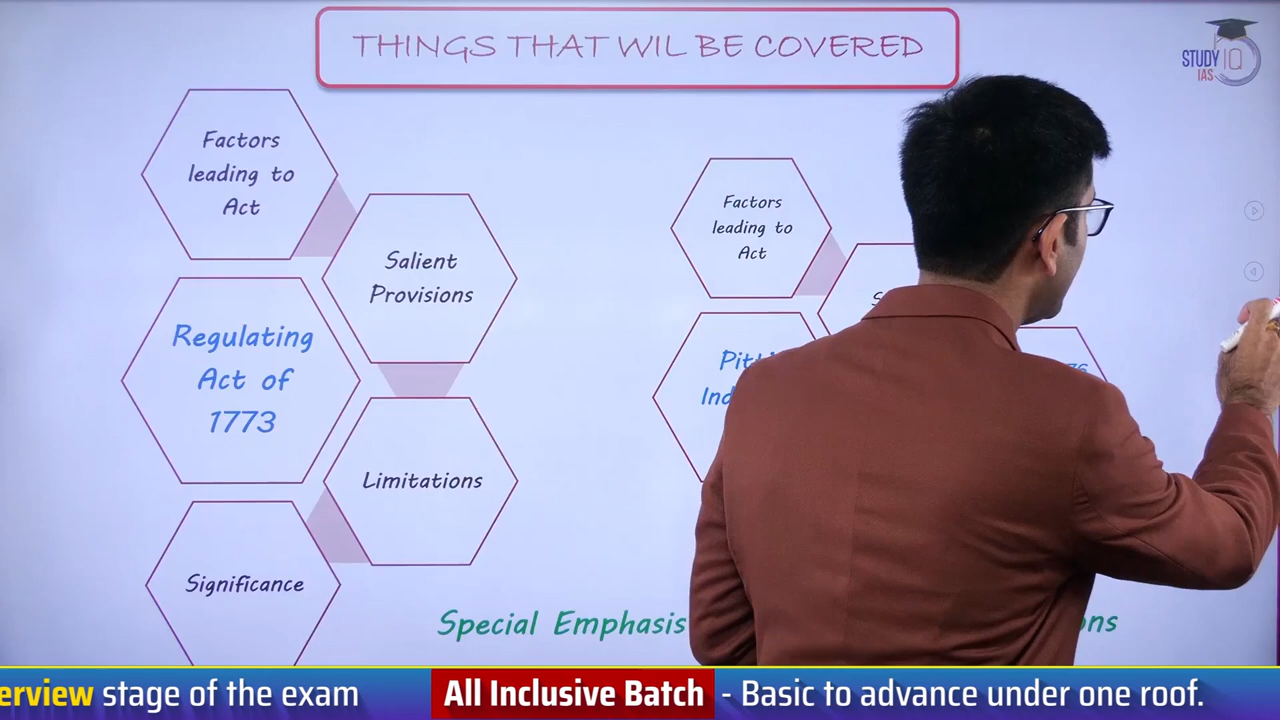 THINGS THAT WIL BE COVERED
STUDY IQ
IAS
Factors
leading to
Act
Salient
Provisions
Regulating
Act of
1773
Limitations
Significance
Factors
leading to
Act
Special Emphasis
stage of the exam
All Inclusive Batch - Basic to advance under one roof.